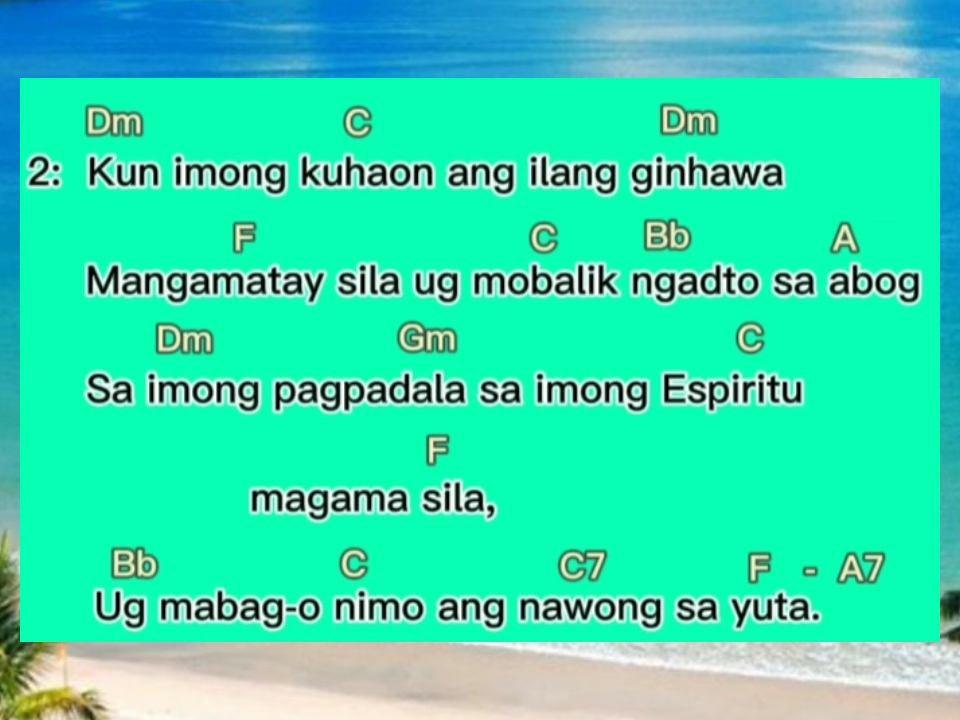 Dm C Dm
2: Kun imong kuhaon ang ilang ginhawa
F C Bb A
Mangamatay sila ug mobalik ngadto sa abog
Dm Gm C
Sa imong pagpadala sa imong Espiritu
F
magama sila,
Bb C C7 F - A7
Ug mabag-o nimo ang nawong sa yuta.